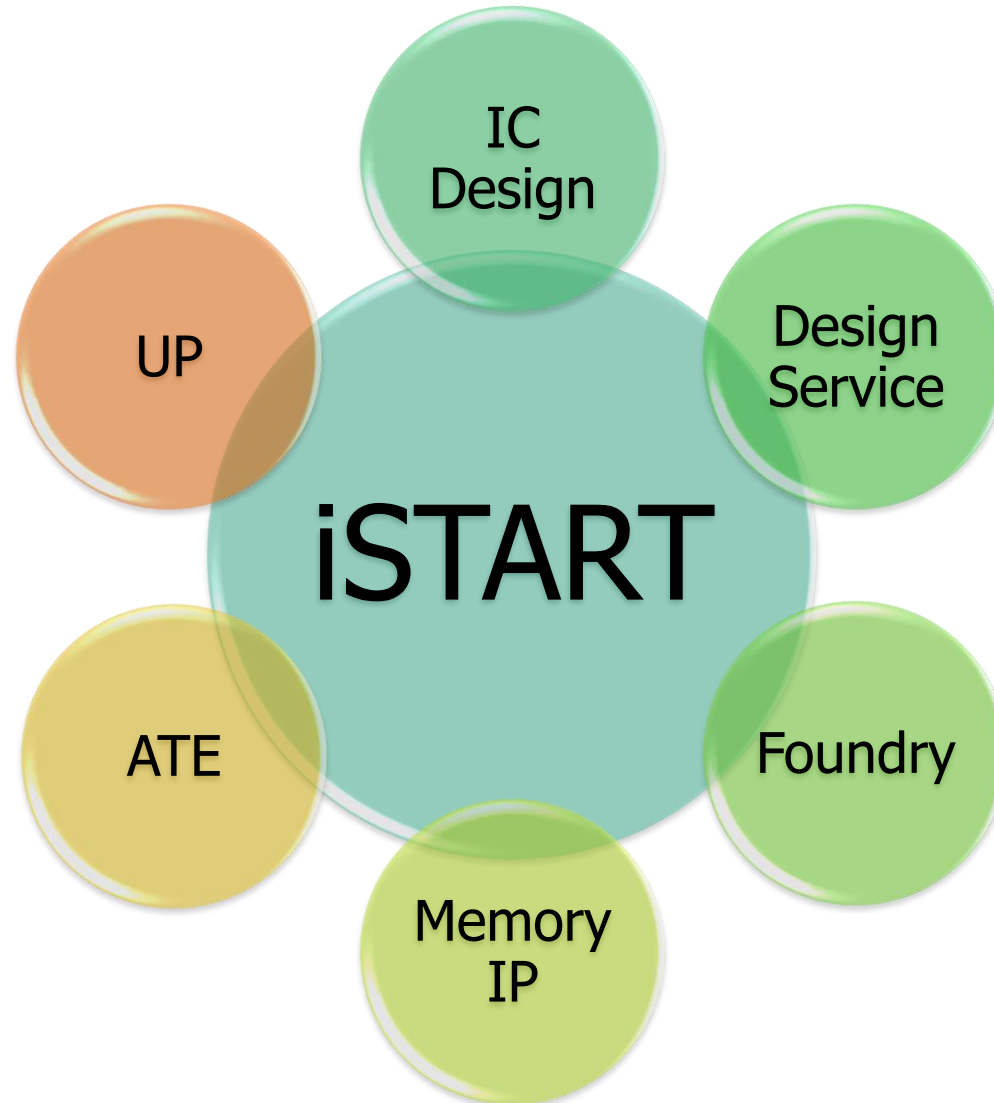 IC
Design
Design
Service
UP
iSTART
ATE
Foundry
Memory
IP